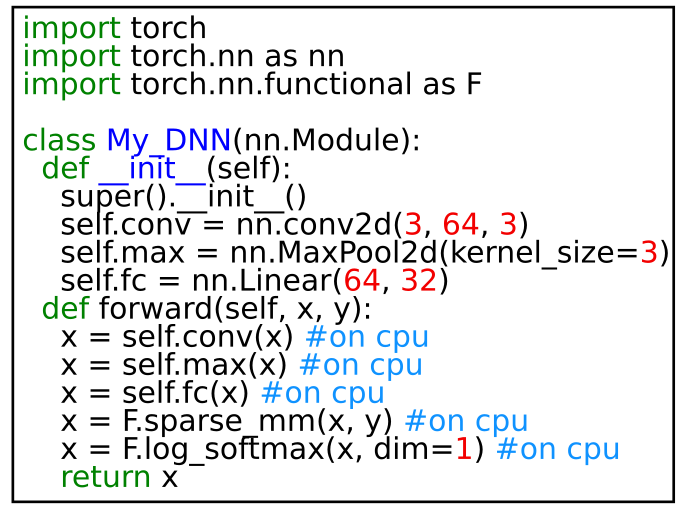 import torch
import torch.nn as nn
import torch.nn.functional as F
class My_DNN(nn.Module):
def __init__(self):
super().__init__()
self.conv = nn.conv2d(3, 64, 3)
self.max = nn.MaxPool2d(kernel_size=3)
self.fc = nn.Linear(64, 32)
def forward(self, x, y):
x = self.conv(x) #on cpu
x = self.max(x) #on cpu
x = self.fc(x) #on cpu
x = F.sparse_mm(x, y) #on cpu
x = F.log_softmax(x, dim=1) #on cpu
return x